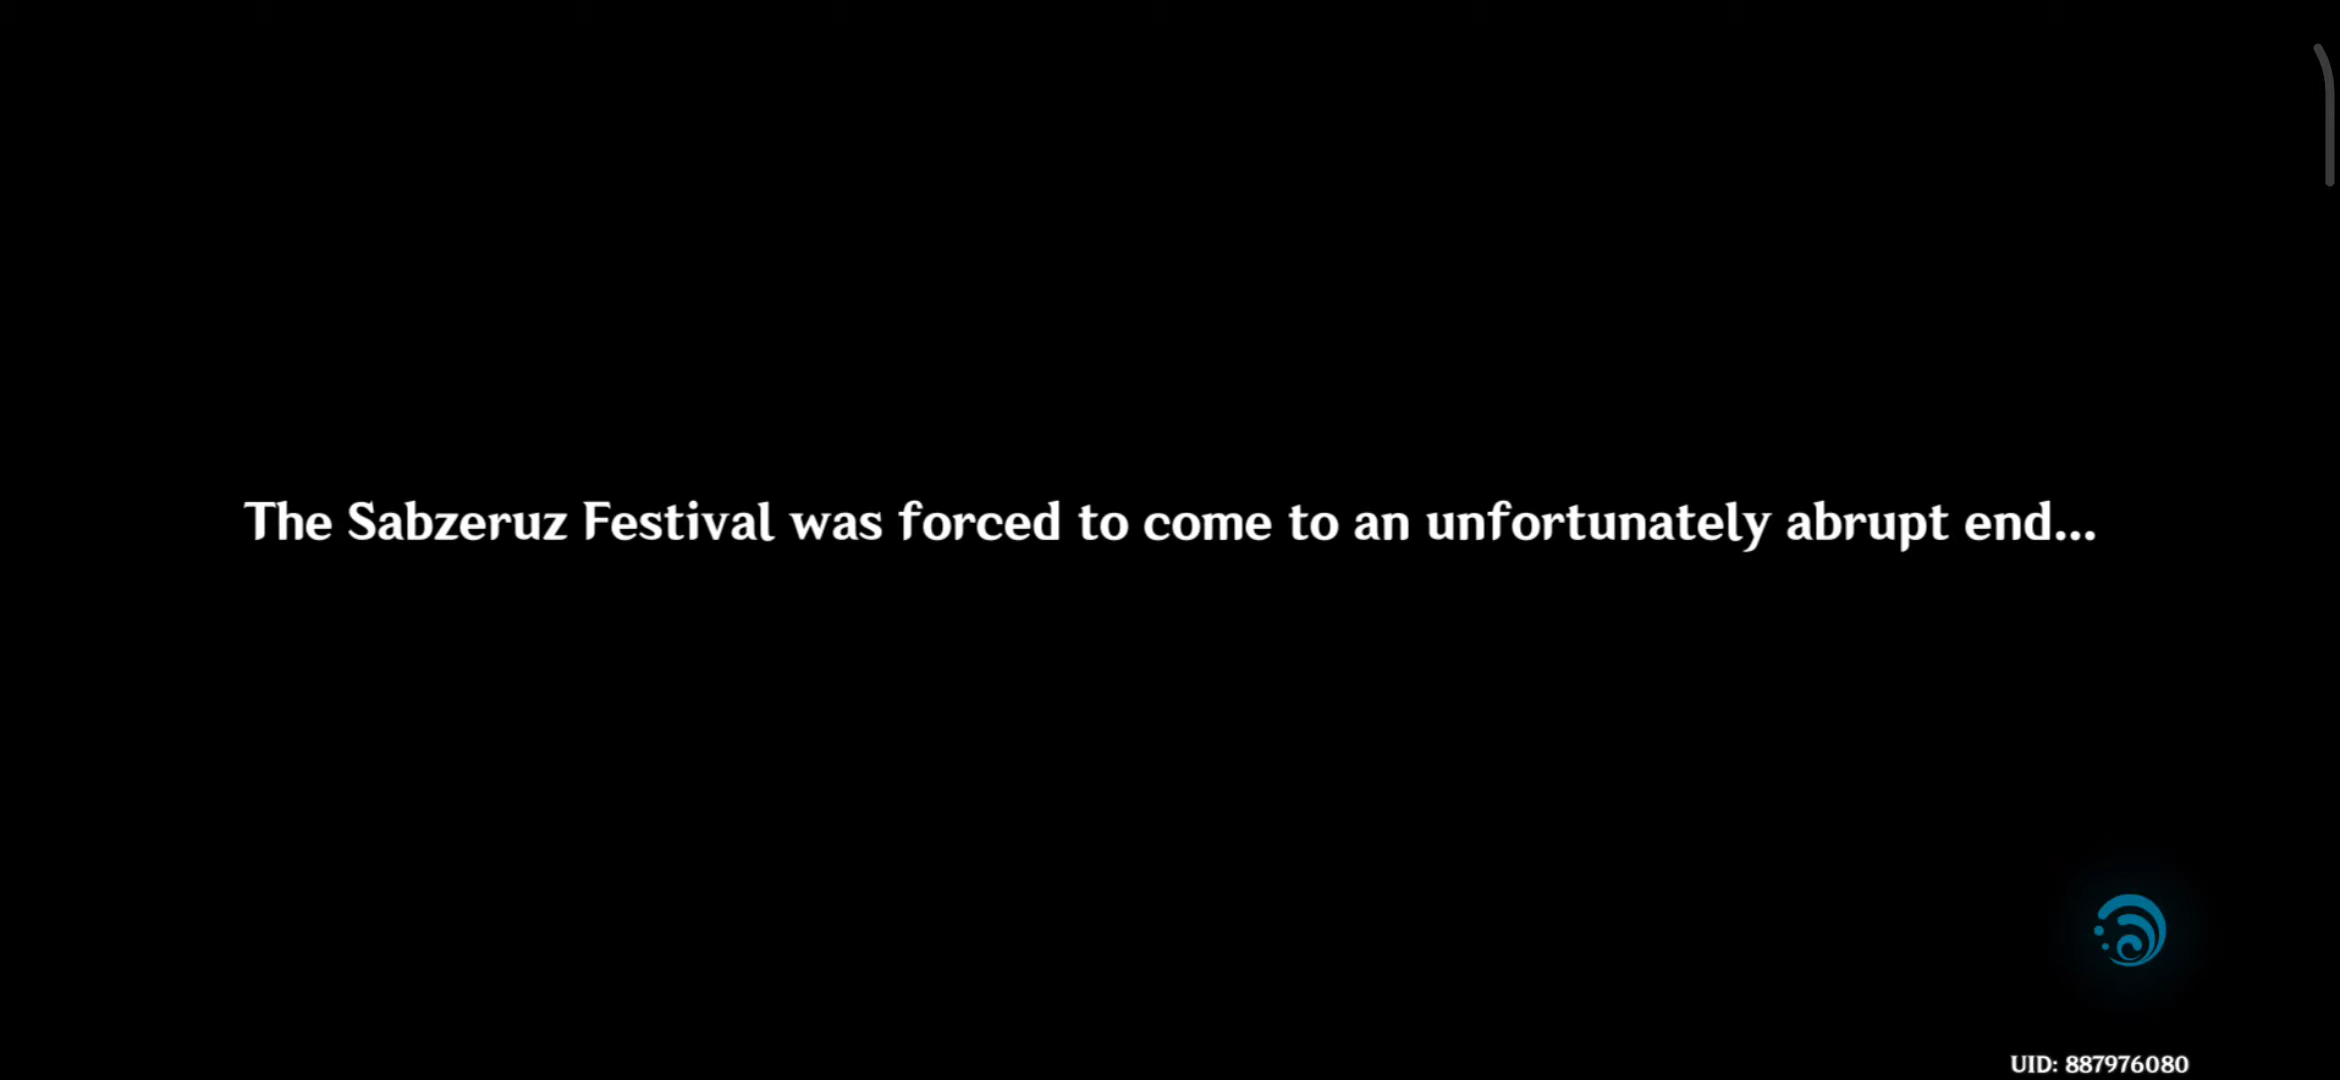 The Sabzeruz Festival was forced to come to an unfortunately abrupt end...
UID: 887976080